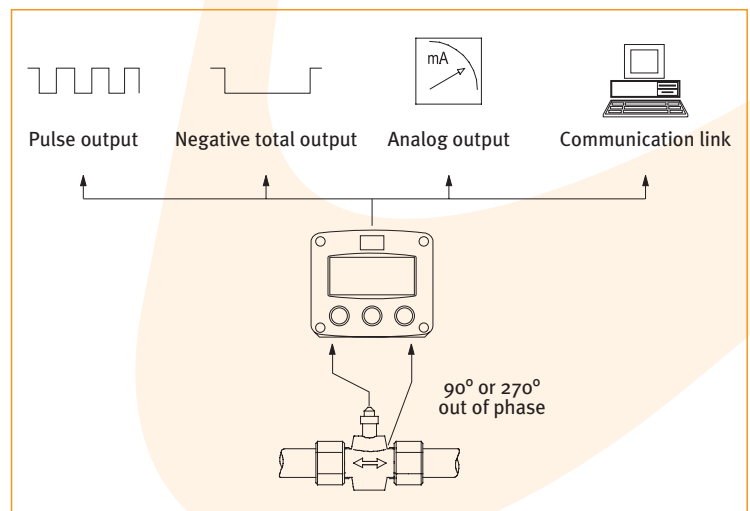 mA
Pulse output
Negative total output
Analog output
Communication link
90° or 270°
out of phase